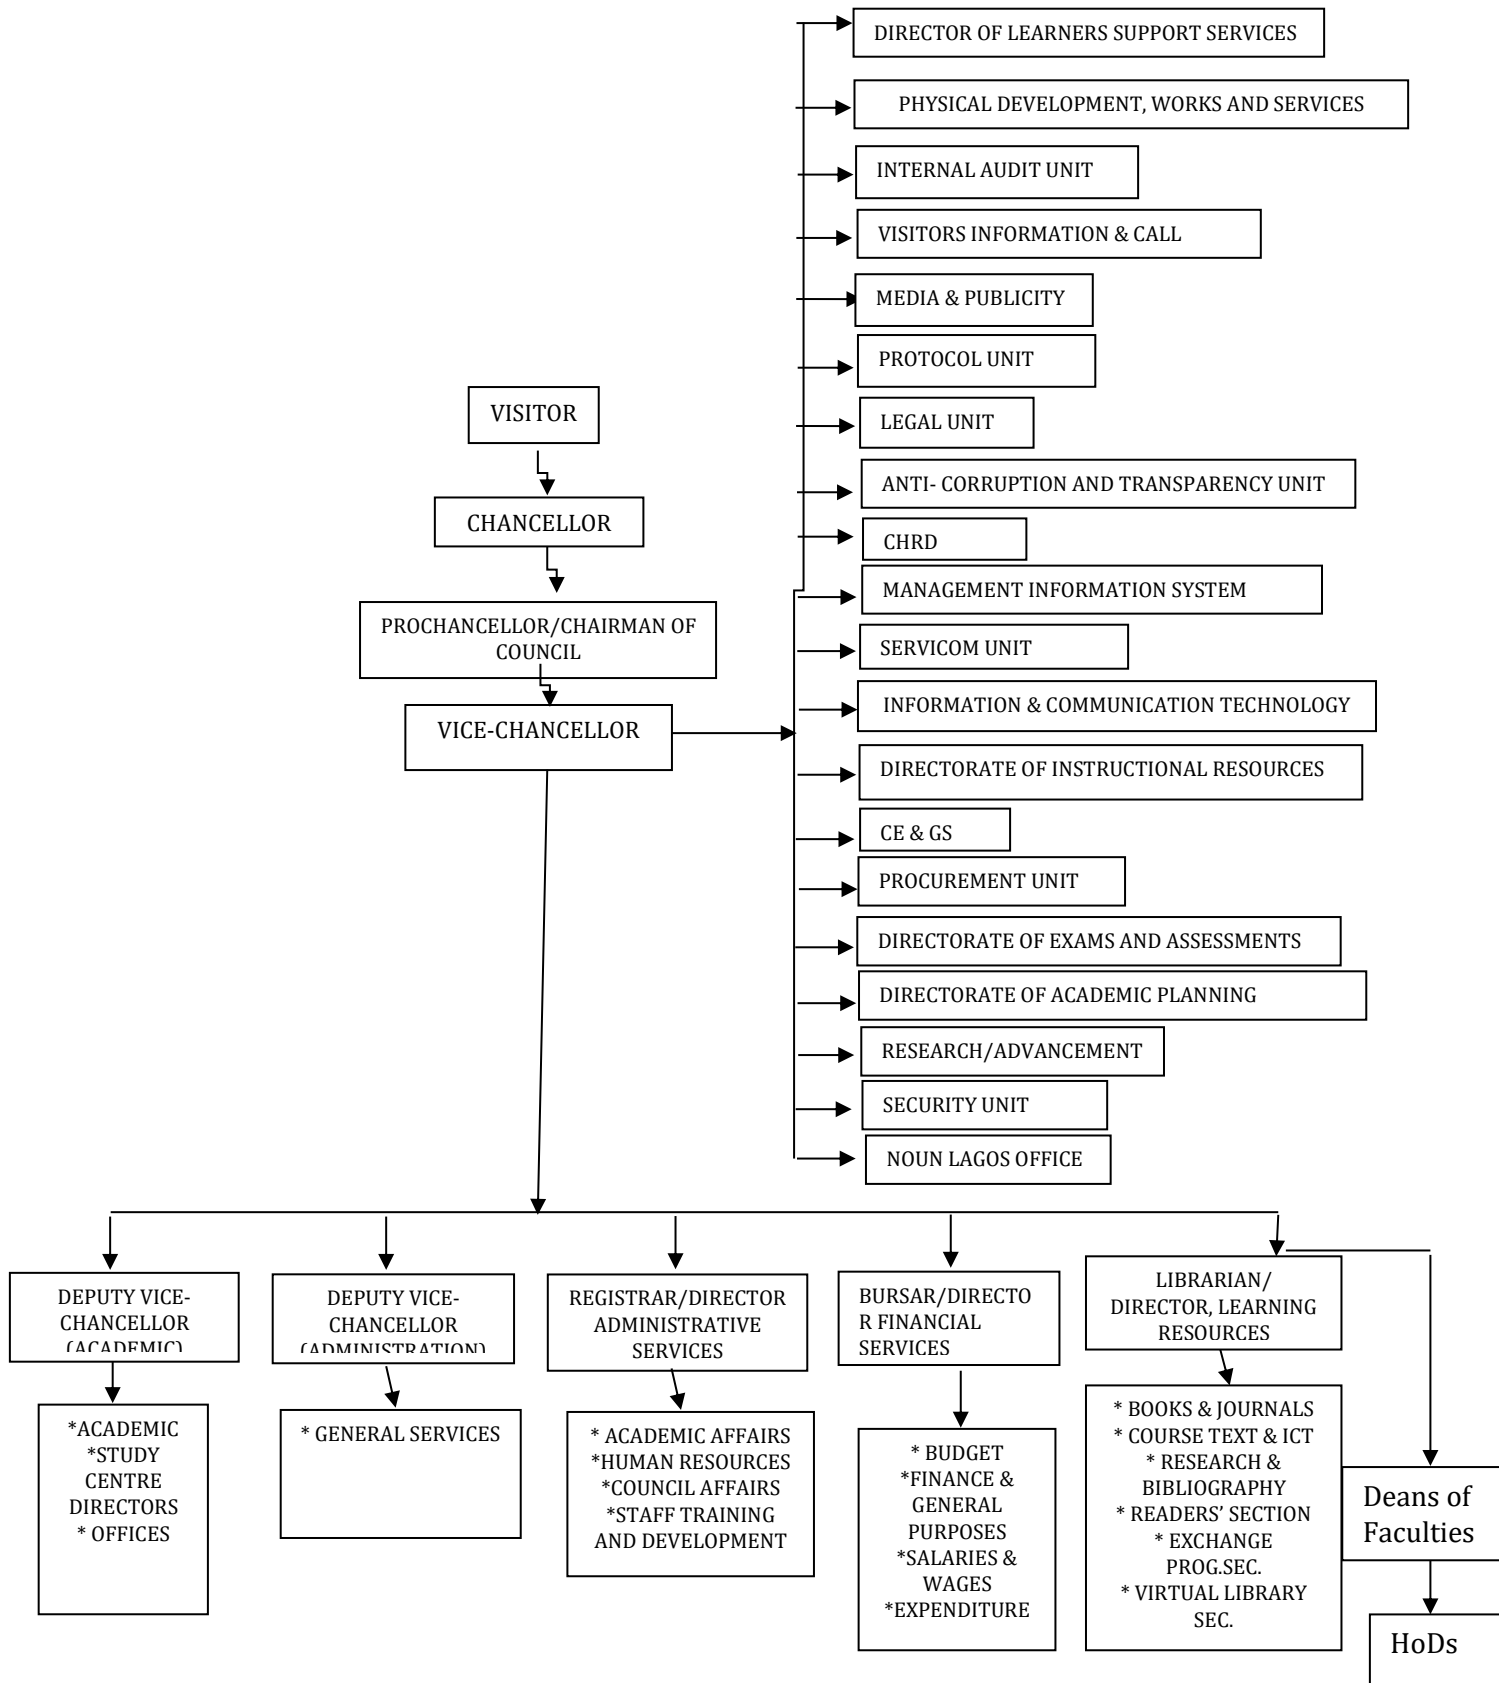 DIRECTOR OF LEARNERS SUPPORT SERVICES
PHYSICAL DEVELOPMENT, WORKS AND SERVICES
INTERNAL AUDIT UNIT
VISITORS INFORMATION & CALL
MEDIA & PUBLICITY
PROTOCOL UNIT
LEGAL UNIT
ANTI- CORRUPTION AND TRANSPARENCY UNIT
CHRD
MANAGEMENT INFORMATION SYSTEM
SERVICOM UNIT
INFORMATION & COMMUNICATION TECHNOLOGY
DIRECTORATE OF INSTRUCTIONAL RESOURCES
CE & GS
PROCUREMENT UNIT
DIRECTORATE OF EXAMS AND ASSESSMENTS
DIRECTORATE OF ACADEMIC PLANNING
RESEARCH/ADVANCEMENT
SECURITY UNIT
NOUN LAGOS OFFICE
VISITOR
CHANCELLOR
PROCHANCELLOR/CHAIRMAN OF
COUNCIL
VICE-CHANCELLOR
DEPUTY VICE-
CHANCELLOR
(ACADEMIC)
DEPUTY VICE-
CHANCELLOR
(ADMINISTRATION)
REGISTRAR/DIRECTOR
ADMINISTRATIVE
SERVICES
BURSAR/DIRECTO
R FINANCIAL
SERVICES
LIBRARIAN/
DIRECTOR, LEARNING
RESOURCES
*ACADEMIC
*STUDY
CENTRE
DIRECTORS
* OFFICES
* GENERAL SERVICES
* ACADEMIC AFFAIRS
*HUMAN RESOURCES
*COUNCIL AFFAIRS
*STAFF TRAINING
AND DEVELOPMENT
* BUDGET
*FINANCE &
GENERAL
PURPOSES
*SALARIES &
WAGES
*EXPENDITURE
* BOOKS & JOURNALS
* COURSE TEXT & ICT
* RESEARCH &
BIBLIOGRAPHY
* READERS’ SECTION
* EXCHANGE
PROG.SEC.
* VIRTUAL LIBRARY
SEC.
Deans of
Faculties
HoDs